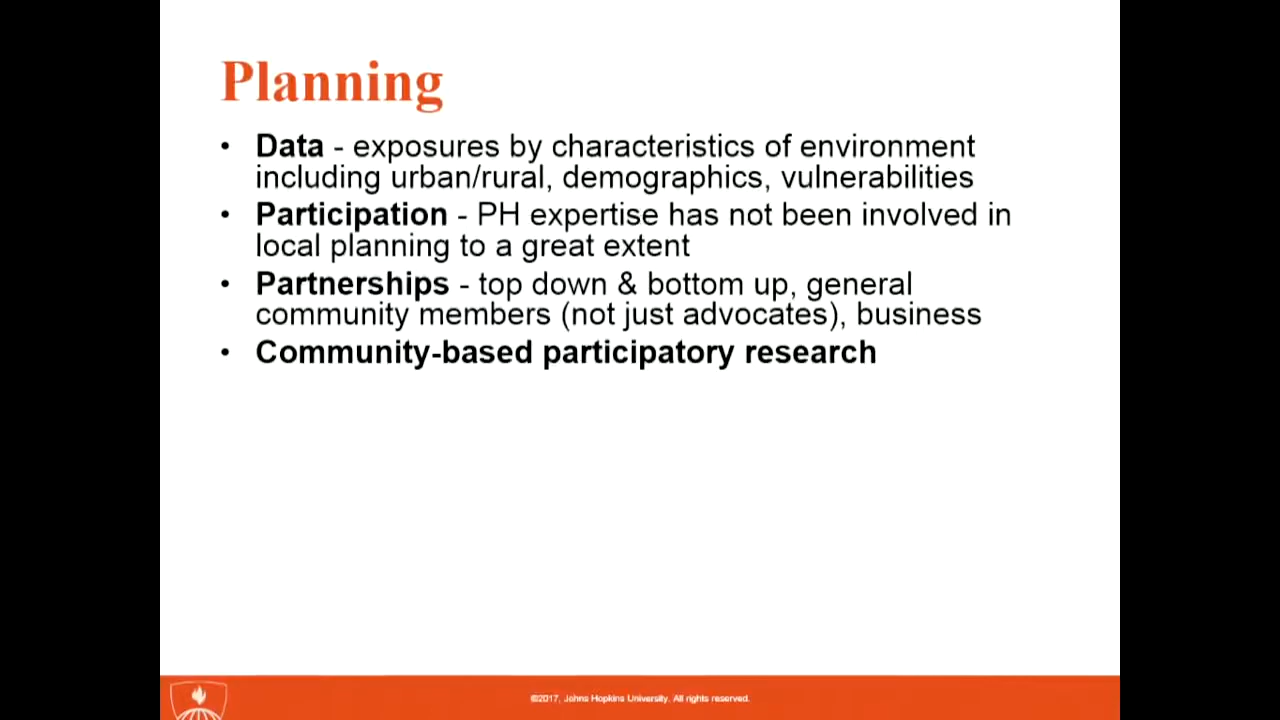 Planning
• Data - exposures by characteristics of environment
including urban/rural, demographics, vulnerabilities
• Participation - PH expertise has not been involved in
local planning to a great extent
• Partnerships - top down & bottom up, general
community members (not just advocates), business
• Community-based participatory research
©2017, Johns Hopkins University. All rights reserved.